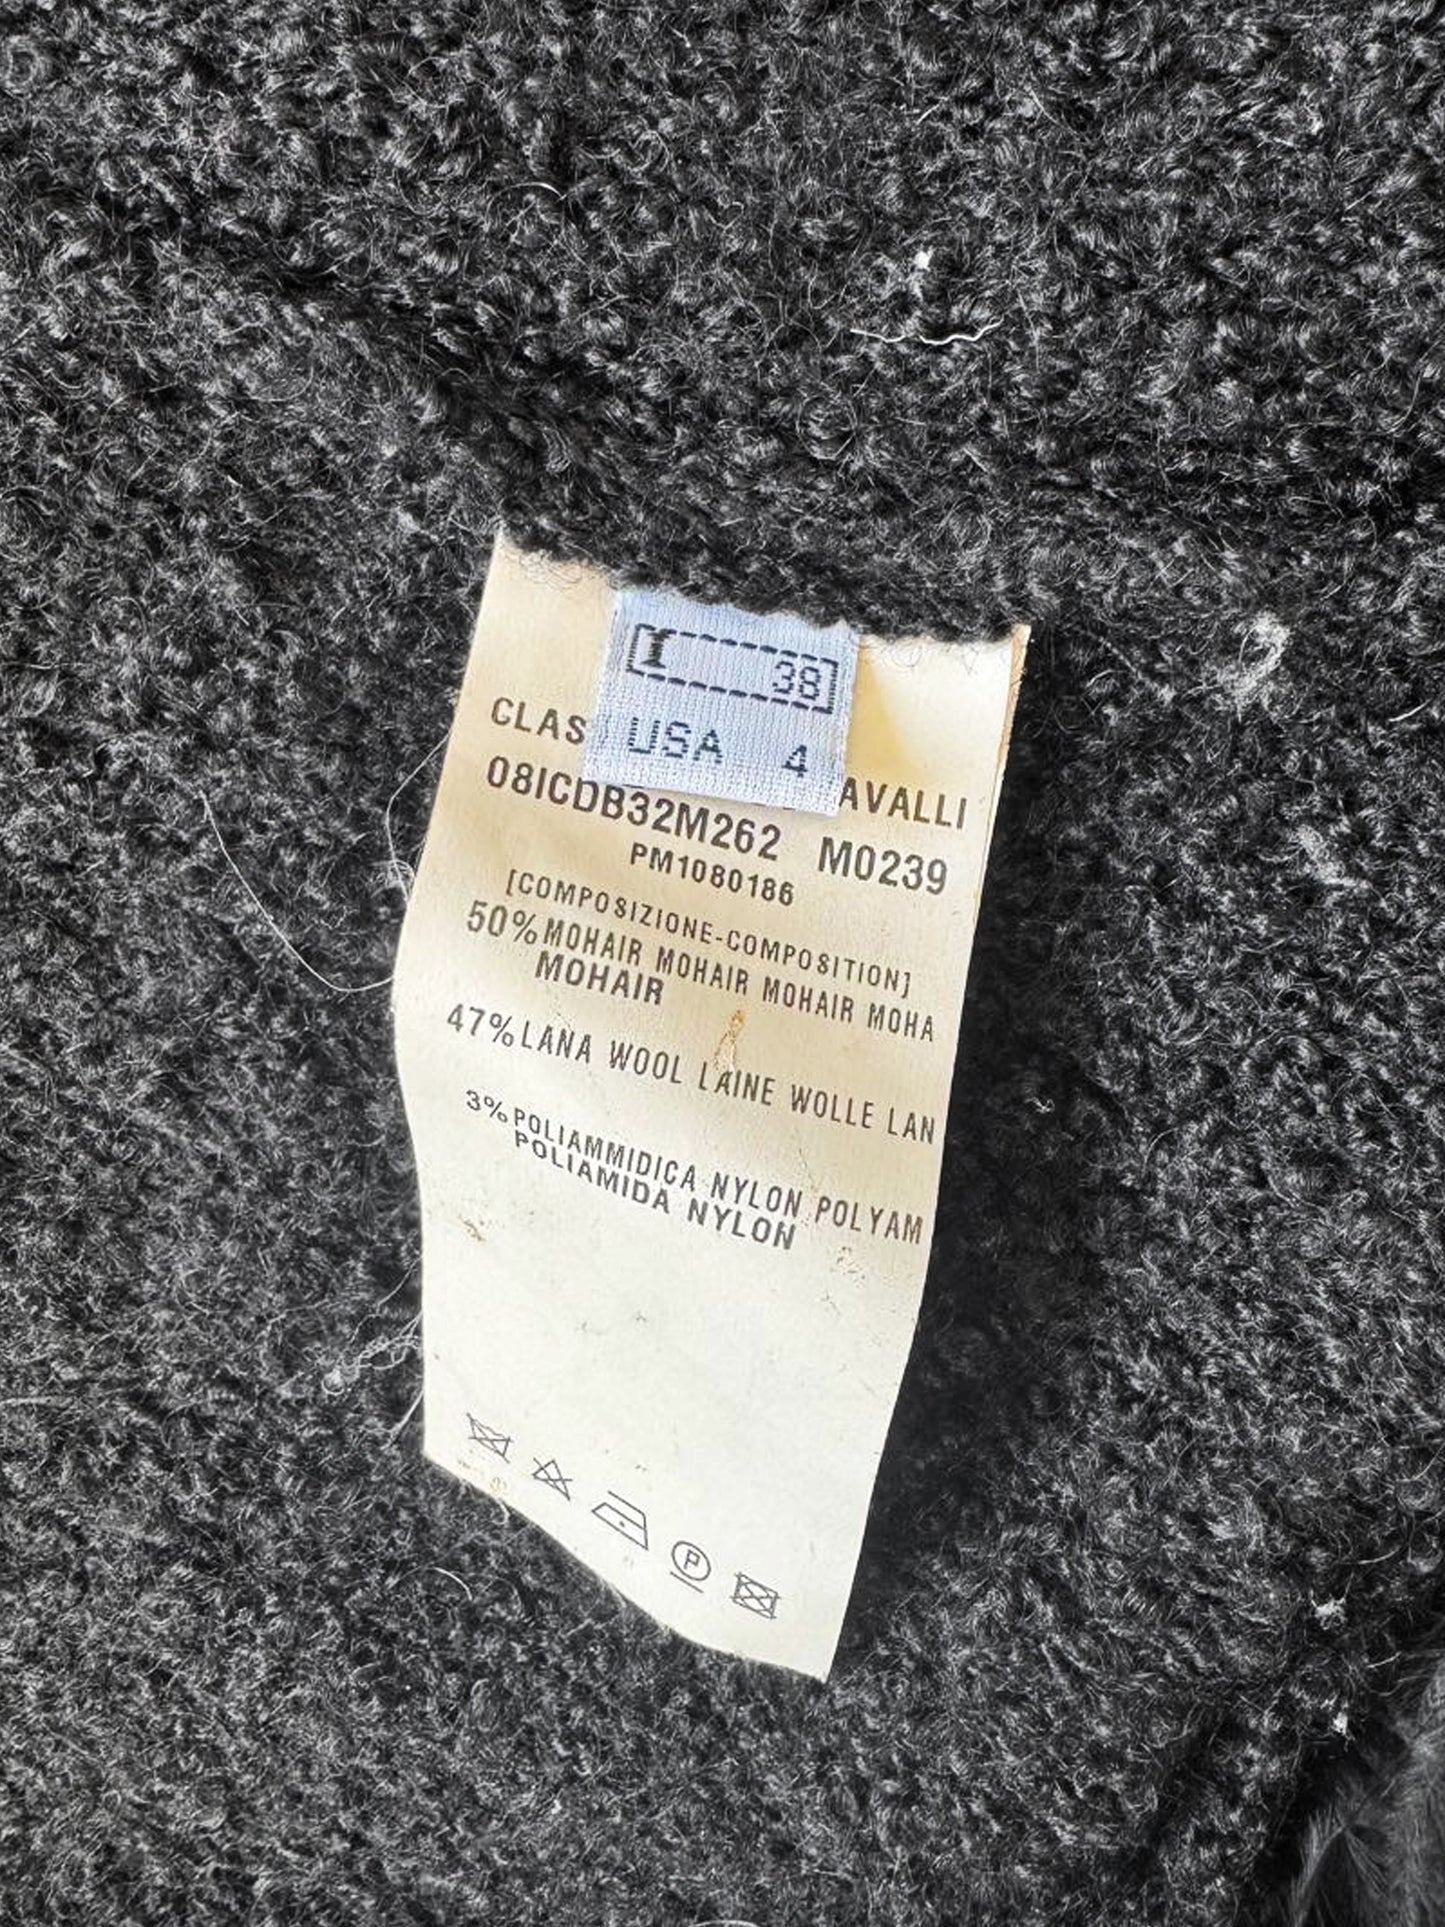 I 38
USA 4
CLAS AVALLI
08ICDB32M262 M0239
PM1080186
[COMPOSIZIONE-COMPOSITION]
50% MOHAIR MOHAIR MOHAIR MOHA
MOHAIR
47% LANA WOOL LAINE WOLLE LAN
3% POLIAMMIDICA NYLON POLYAM
POLIAMIDA NYLON
P